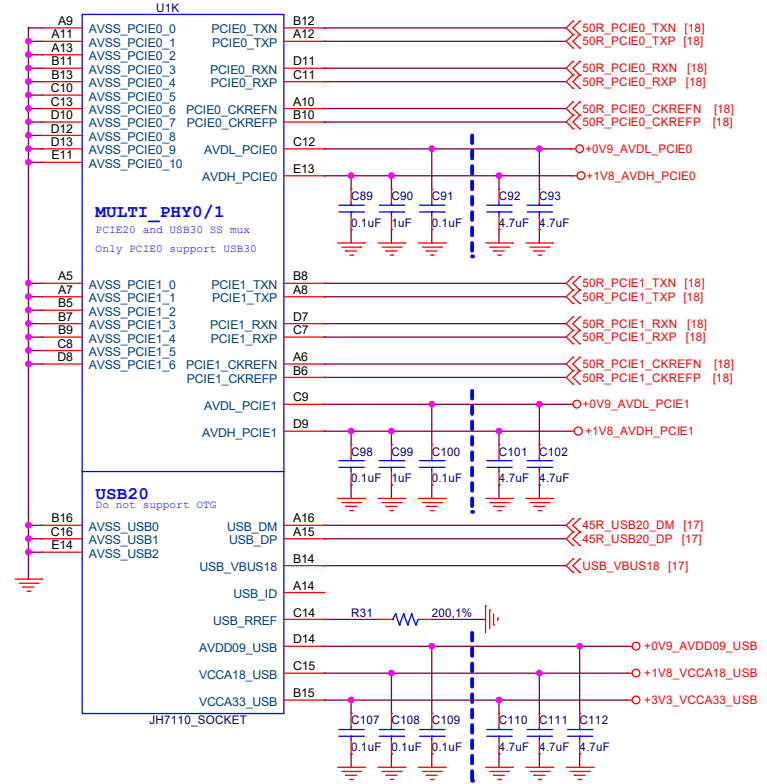 U1K
A9 AVSS_PCIE0_0 PCIE0_TXN B12 50R_PCIE0_TXN [18]
A11 AVSS_PCIE0_1 PCIE0_TXP A12 50R_PCIE0_TXP [18]
A13 AVSS_PCIE0_2
B11 AVSS_PCIE0_3 PCIE0_RXN D11 50R_PCIE0_RXN [18]
B13 AVSS_PCIE0_4 PCIE0_RXP C11 50R_PCIE0_RXP [18]
C10 AVSS_PCIE0_5
C13 AVSS_PCIE0_6 PCIE0_CKREFN A10 50R_PCIE0_CKREFN [18]
D10 AVSS_PCIE0_7 PCIE0_CKREFP B10 50R_PCIE0_CKREFP [18]
D12 AVSS_PCIE0_8
D13 AVSS_PCIE0_9 AVDL_PCIE0 C12 +0V9_AVDL_PCIE0
E11 AVSS_PCIE0_10
AVDH_PCIE0 E13 +1V8_AVDH_PCIE0
C89 C90 C91 C92 C93
0.1uF 1uF 0.1uF 4.7uF 4.7uF
MULTI_PHY0/1
PCIE20 and USB30 SS mux
Only PCIE0 support USB30
A5 AVSS_PCIE1_0 PCIE1_TXN B8 50R_PCIE1_TXN [18]
A7 AVSS_PCIE1_1 PCIE1_TXP A8 50R_PCIE1_TXP [18]
B5 AVSS_PCIE1_2
B7 AVSS_PCIE1_3 PCIE1_RXN D7 50R_PCIE1_RXN [18]
B9 AVSS_PCIE1_4 PCIE1_RXP C7 50R_PCIE1_RXP [18]
C8 AVSS_PCIE1_5
D8 AVSS_PCIE1_6 PCIE1_CKREFN A6 50R_PCIE1_CKREFN [18]
PCIE1_CKREFP B6 50R_PCIE1_CKREFP [18]
AVDL_PCIE1 C9 +0V9_AVDL_PCIE1
AVDH_PCIE1 D9 +1V8_AVDH_PCIE1
C98 C99 C100 C101 C102
0.1uF 1uF 0.1uF 4.7uF 4.7uF
USB20
Do not support OTG
B16 AVSS_USB0 USB_DM A16 45R_USB20_DM [17]
C16 AVSS_USB1 USB_DP A15 45R_USB20_DP [17]
E14 AVSS_USB2
USB_VBUS18 B14 USB_VBUS18 [17]
USB_ID A14
USB_RREF C14 R31 200,1%
AVDD09_USB D14 +0V9_AVDD09_USB
VCCA18_USB C15 +1V8_VCCA18_USB
VCCA33_USB B15 +3V3_VCCA33_USB
JH7110_SOCKET
C107 C108 C109 C110 C111 C112
0.1uF 0.1uF 0.1uF 4.7uF 4.7uF 4.7uF